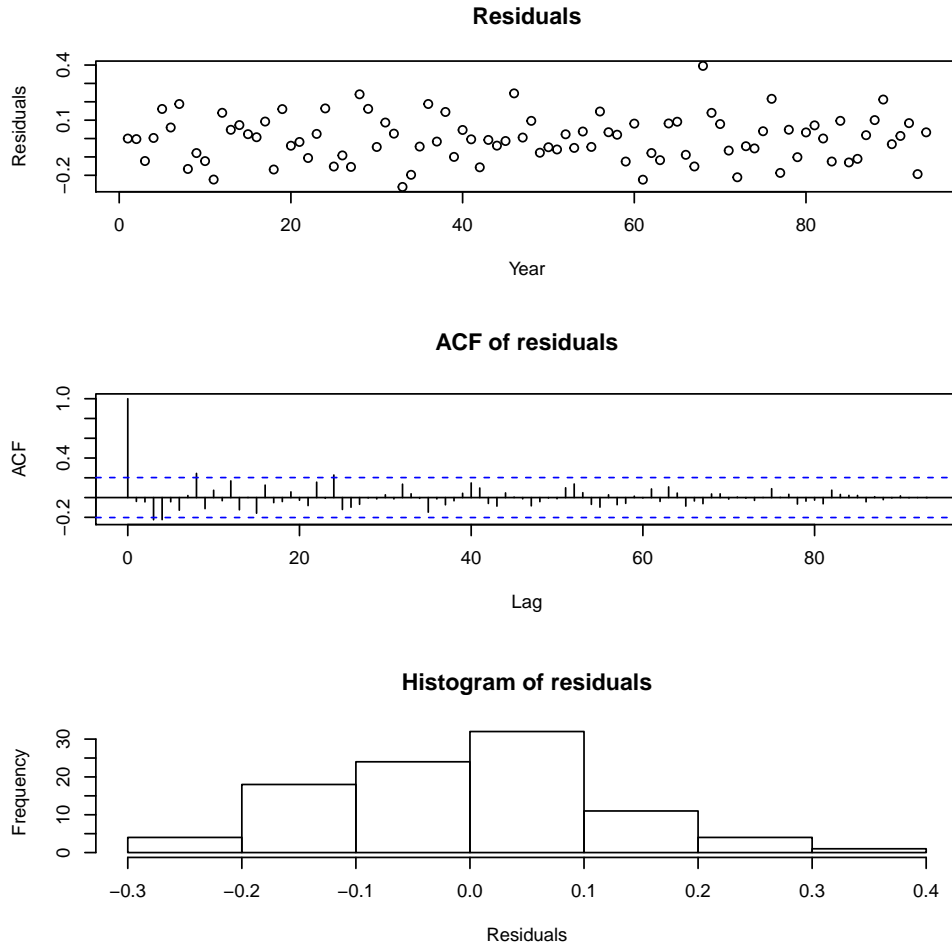 Residuals
Residuals
−0.2 0.1 0.4
0 20 40 60 80
Year
ACF of residuals
ACF
−0.2 0.4 1.0
0 20 40 60 80
Lag
Histogram of residuals
Frequency
0 10 20 30
−0.3 −0.2 −0.1 0.0 0.1 0.2 0.3 0.4
Residuals